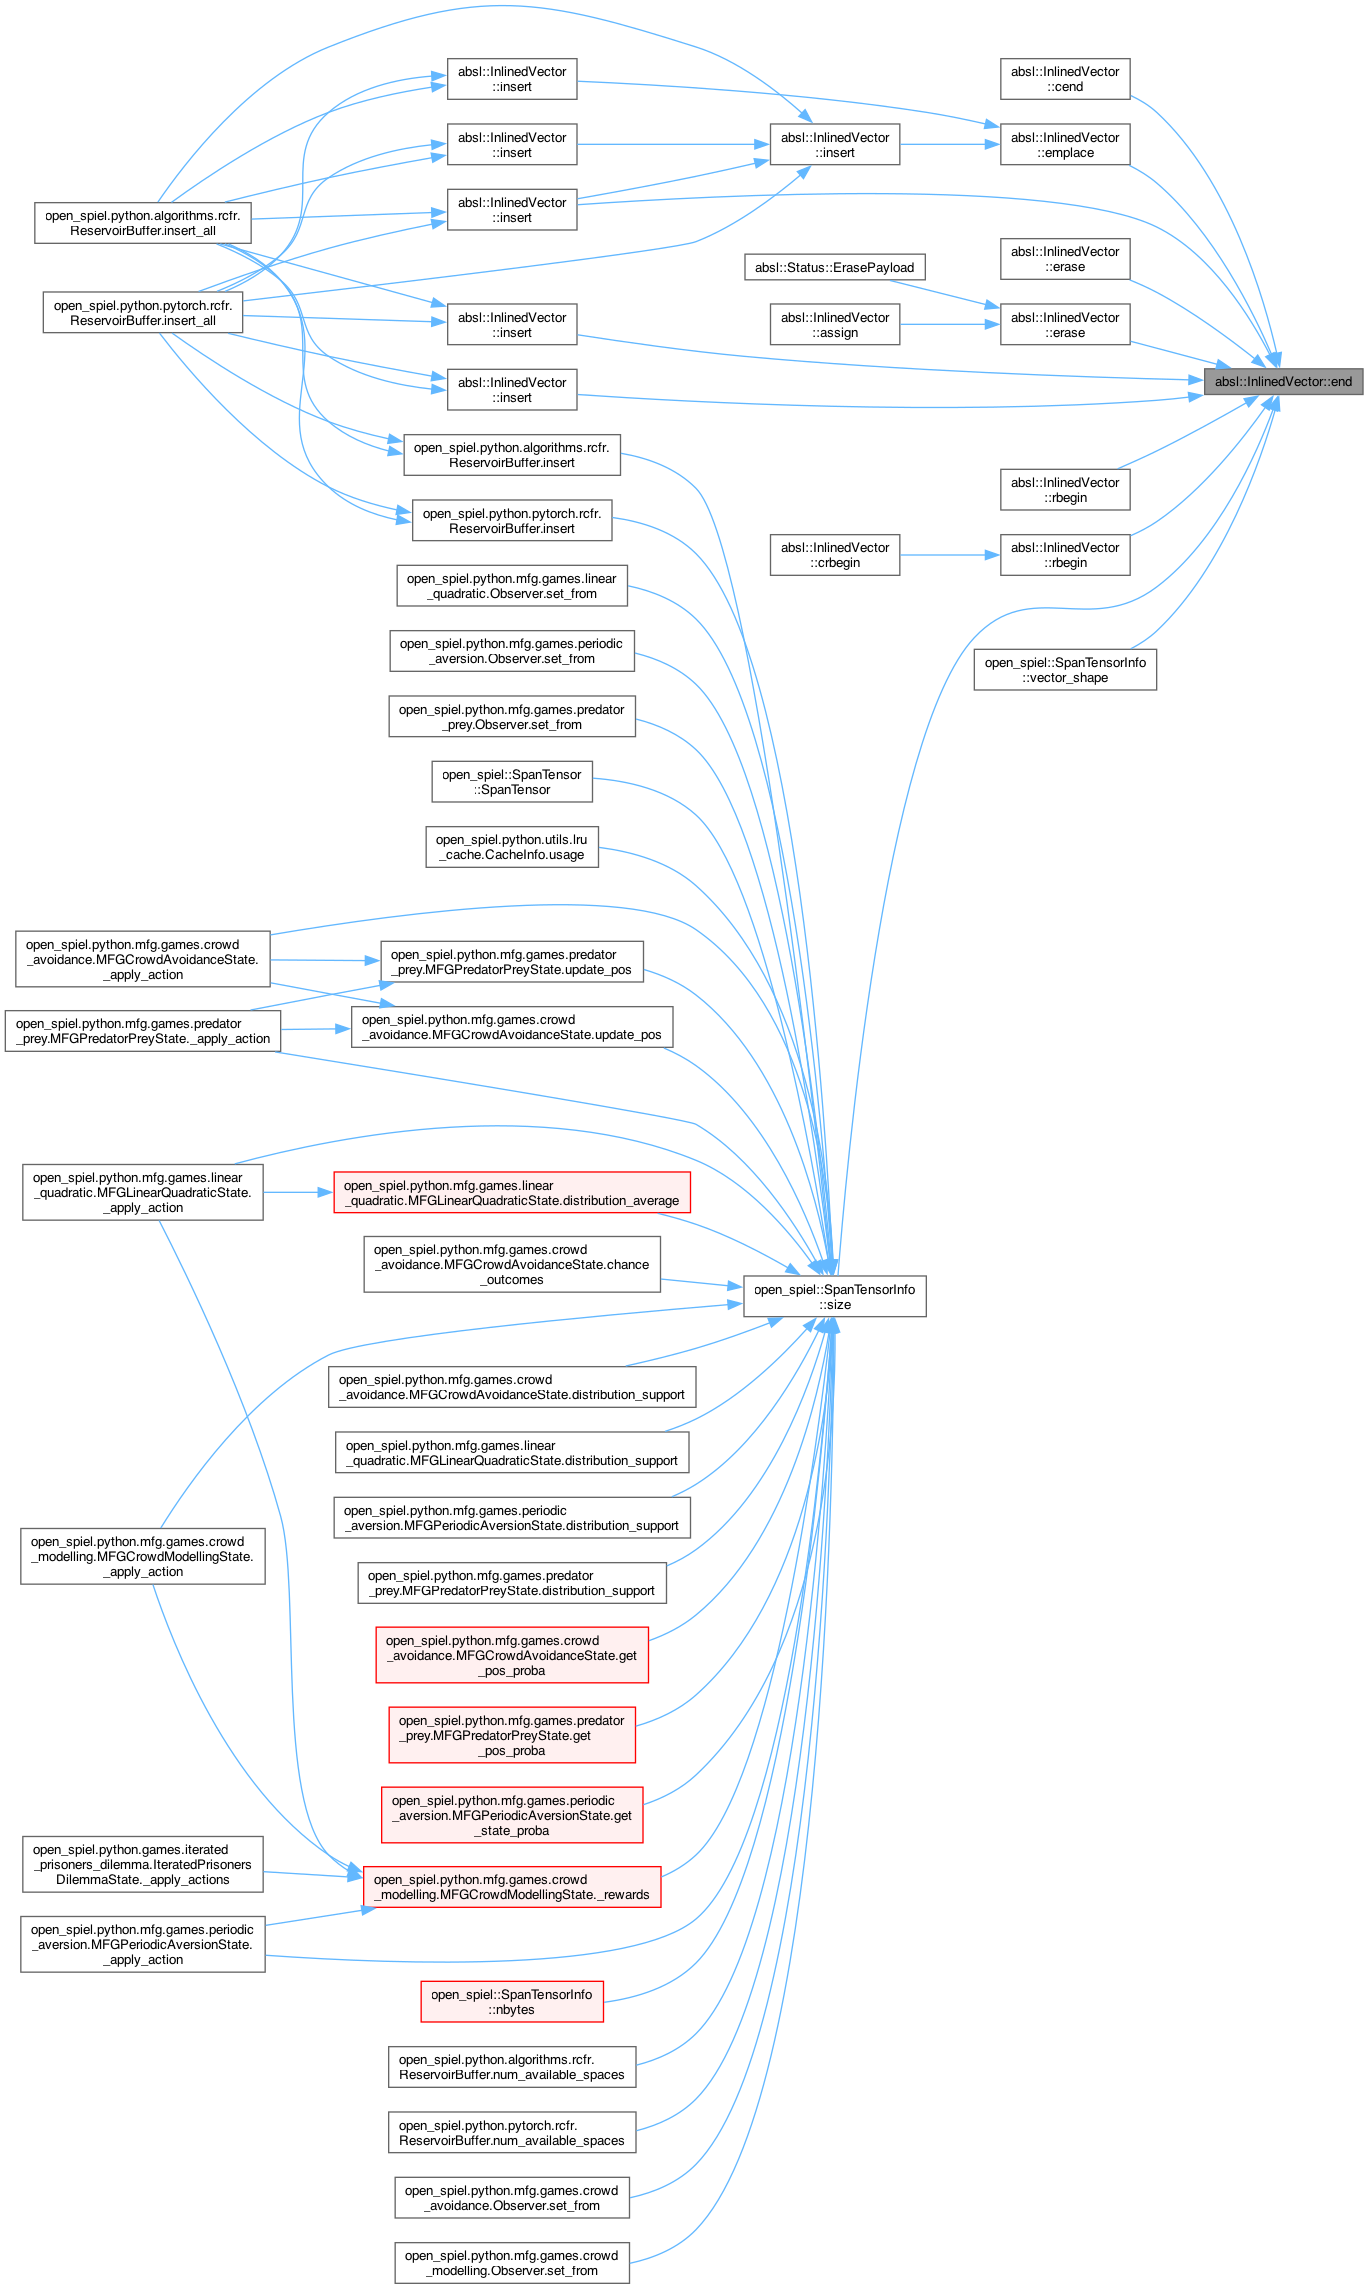 absl::InlinedVector
::insert
absl::InlinedVector
::cend
absl::InlinedVector
::insert
absl::InlinedVector
::insert
absl::InlinedVector
::emplace
absl::InlinedVector
::insert
open_spiel.python.algorithms.rcfr.
ReservoirBuffer.insert_all
absl::InlinedVector
::erase
absl::Status::ErasePayload
open_spiel.python.pytorch.rcfr.
ReservoirBuffer.insert_all
absl::InlinedVector
::insert
absl::InlinedVector
::assign
absl::InlinedVector
::erase
absl::InlinedVector
::insert
absl::InlinedVector::end
open_spiel.python.algorithms.rcfr.
ReservoirBuffer.insert
absl::InlinedVector
::rbegin
open_spiel.python.pytorch.rcfr.
ReservoirBuffer.insert
absl::InlinedVector
::crbegin
absl::InlinedVector
::rbegin
open_spiel.python.mfg.games.linear
_quadratic.Observer.set_from
open_spiel.python.mfg.games.periodic
_aversion.Observer.set_from
open_spiel::SpanTensorInfo
::vector_shape
open_spiel.python.mfg.games.predator
_prey.Observer.set_from
open_spiel::SpanTensor
::SpanTensor
open_spiel.python.utils.lru
_cache.CacheInfo.usage
open_spiel.python.mfg.games.crowd
_avoidance.MFGCrowdAvoidanceState.
_apply_action
open_spiel.python.mfg.games.predator
_prey.MFGPredatorPreyState.update_pos
open_spiel.python.mfg.games.predator
_prey.MFGPredatorPreyState._apply_action
open_spiel.python.mfg.games.crowd
_avoidance.MFGCrowdAvoidanceState.update_pos
open_spiel.python.mfg.games.linear
_quadratic.MFGLinearQuadraticState.
_apply_action
open_spiel.python.mfg.games.linear
_quadratic.MFGLinearQuadraticState.distribution_average
open_spiel.python.mfg.games.crowd
_avoidance.MFGCrowdAvoidanceState.chance
_outcomes
open_spiel::SpanTensorInfo
::size
open_spiel.python.mfg.games.crowd
_avoidance.MFGCrowdAvoidanceState.distribution_support
open_spiel.python.mfg.games.linear
_quadratic.MFGLinearQuadraticState.distribution_support
open_spiel.python.mfg.games.periodic
_aversion.MFGPeriodicAversionState.distribution_support
open_spiel.python.mfg.games.crowd
_modelling.MFGCrowdModellingState.
_apply_action
open_spiel.python.mfg.games.predator
_prey.MFGPredatorPreyState.distribution_support
open_spiel.python.mfg.games.crowd
_avoidance.MFGCrowdAvoidanceState.get
_pos_proba
open_spiel.python.mfg.games.predator
_prey.MFGPredatorPreyState.get
_pos_proba
open_spiel.python.mfg.games.periodic
_aversion.MFGPeriodicAversionState.get
_state_proba
open_spiel.python.games.iterated
_prisoners_dilemma.IteratedPrisoners
DilemmaState._apply_actions
open_spiel.python.mfg.games.crowd
_modelling.MFGCrowdModellingState._rewards
open_spiel.python.mfg.games.periodic
_aversion.MFGPeriodicAversionState.
_apply_action
open_spiel::SpanTensorInfo
::nbytes
open_spiel.python.algorithms.rcfr.
ReservoirBuffer.num_available_spaces
open_spiel.python.pytorch.rcfr.
ReservoirBuffer.num_available_spaces
open_spiel.python.mfg.games.crowd
_avoidance.Observer.set_from
open_spiel.python.mfg.games.crowd
_modelling.Observer.set_from